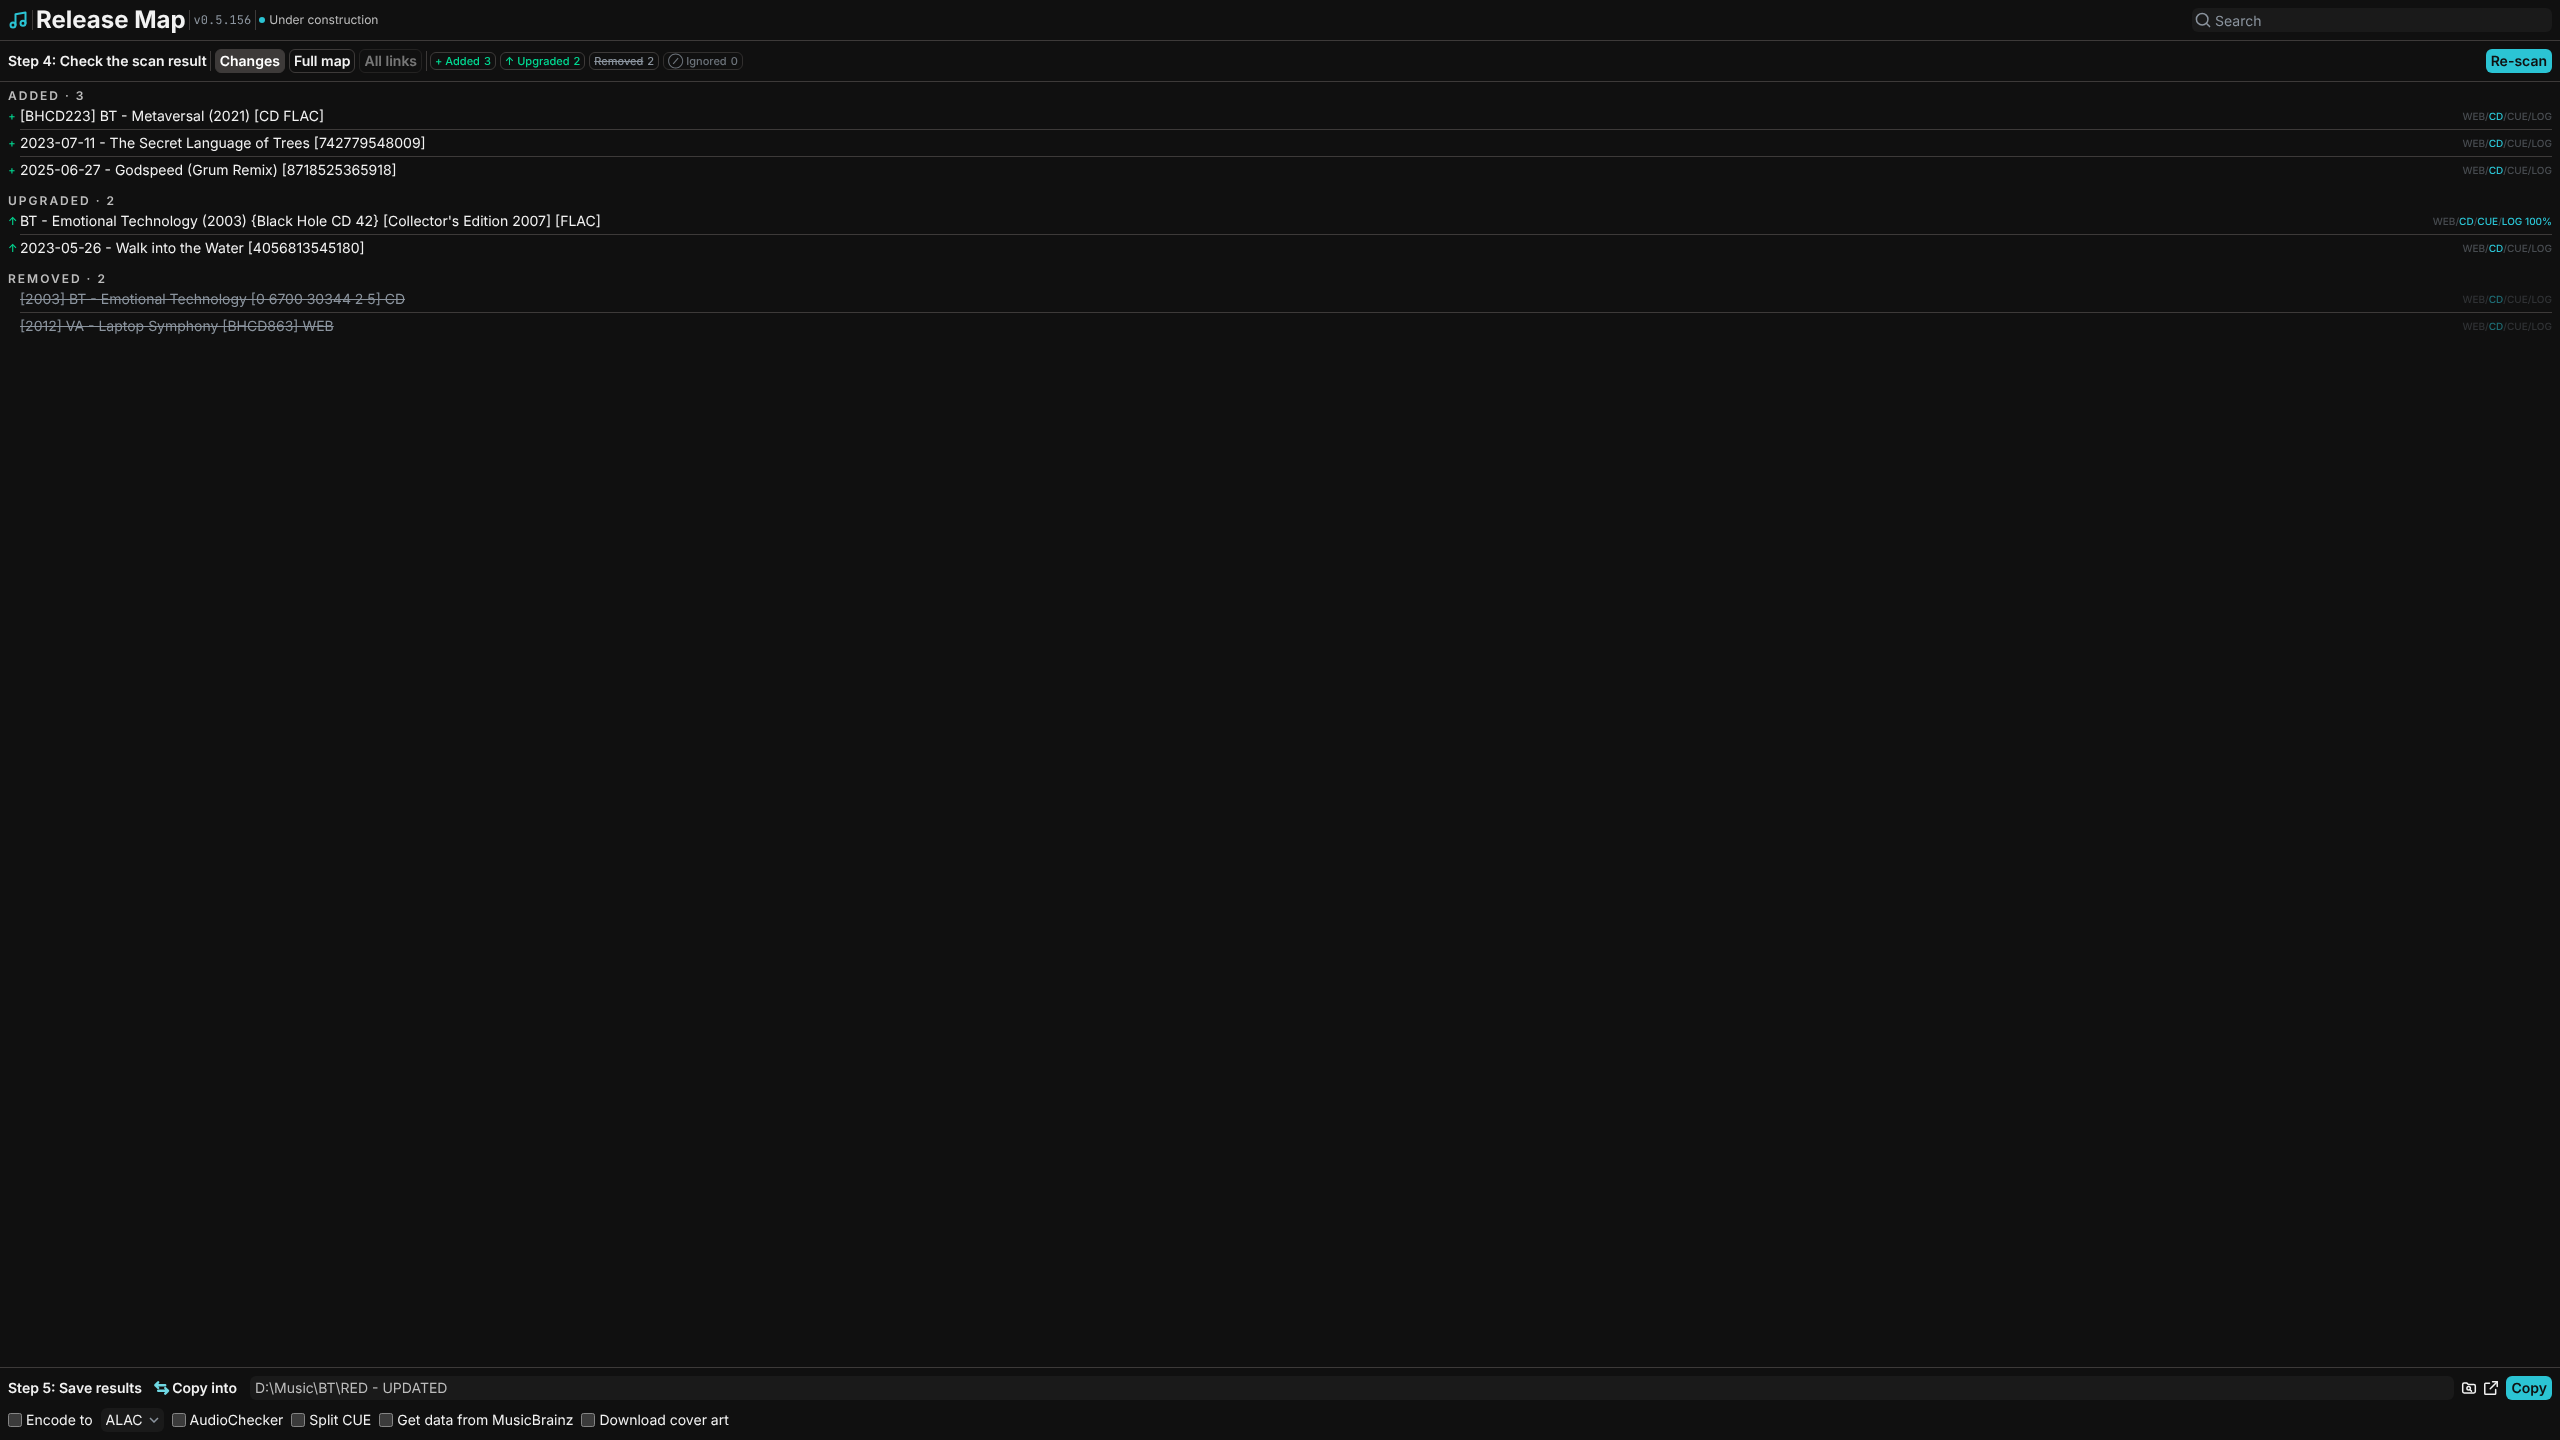 Release Map v0.5.156 Under construction Search
Step 4: Check the scan result Changes Full map All links + Added 3 ↑ Upgraded 2 Removed 2 Ignored 0 Re-scan
ADDED · 3
+ [BHCD223] BT - Metaversal (2021) [CD FLAC] WEB/CD/CUE/LOG
+ 2023-07-11 - The Secret Language of Trees [742779548009] WEB/CD/CUE/LOG
+ 2025-06-27 - Godspeed (Grum Remix) [8718525365918] WEB/CD/CUE/LOG
UPGRADED · 2
↑ BT - Emotional Technology (2003) {Black Hole CD 42} [Collector's Edition 2007] [FLAC] WEB/CD/CUE/LOG 100%
↑ 2023-05-26 - Walk into the Water [4056813545180] WEB/CD/CUE/LOG
REMOVED · 2
[2003] BT - Emotional Technology [0 6700 30344 2 5] CD WEB/CD/CUE/LOG
[2012] VA - Laptop Symphony [BHCD863] WEB WEB/CD/CUE/LOG
Step 5: Save results Copy into D:\Music\BT\RED - UPDATED Copy
Encode to ALAC AudioChecker Split CUE Get data from MusicBrainz Download cover art